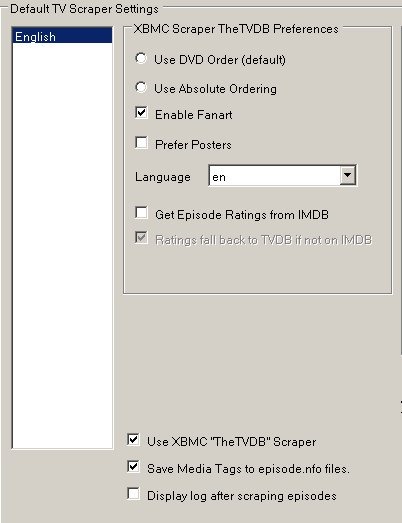 Default TV Scraper Settings
English
XBMC Scraper TheTVDB Preferences
Use DVD Order (default)
Use Absolute Ordering
Enable Fanart
Prefer Posters
Language en
Get Episode Ratings from IMDB
Ratings fall back to TVDB if not on IMDB
Use XBMC "TheTVDB" Scraper
Save Media Tags to episode.nfo files.
Display log after scraping episodes